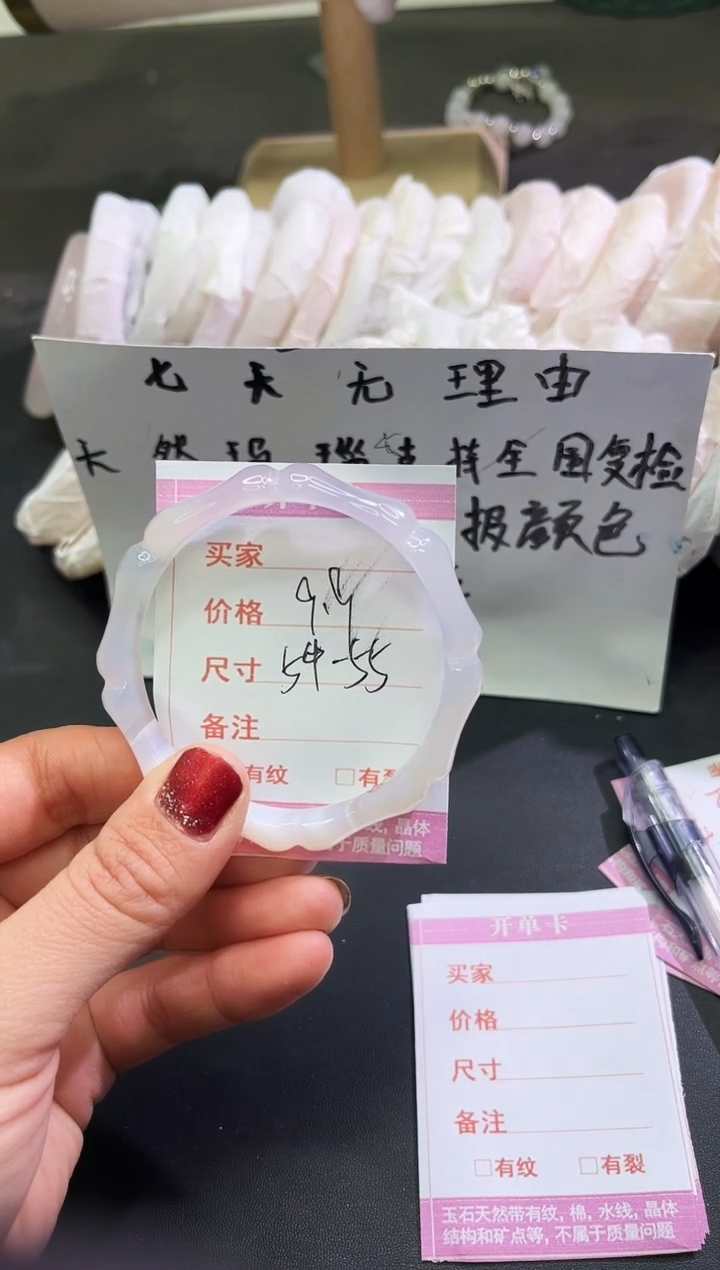 七天无理由
天然玛瑙支持全国复检
报颜色
买家
价格 9.9
尺寸 54-55
备注
有纹 □有裂
线, 晶体
于质量问题
开单卡
买家
价格
尺寸
备注
□有纹 □有裂
玉石天然带有纹, 棉, 水线, 晶体
结构和矿点等, 不属于质量问题